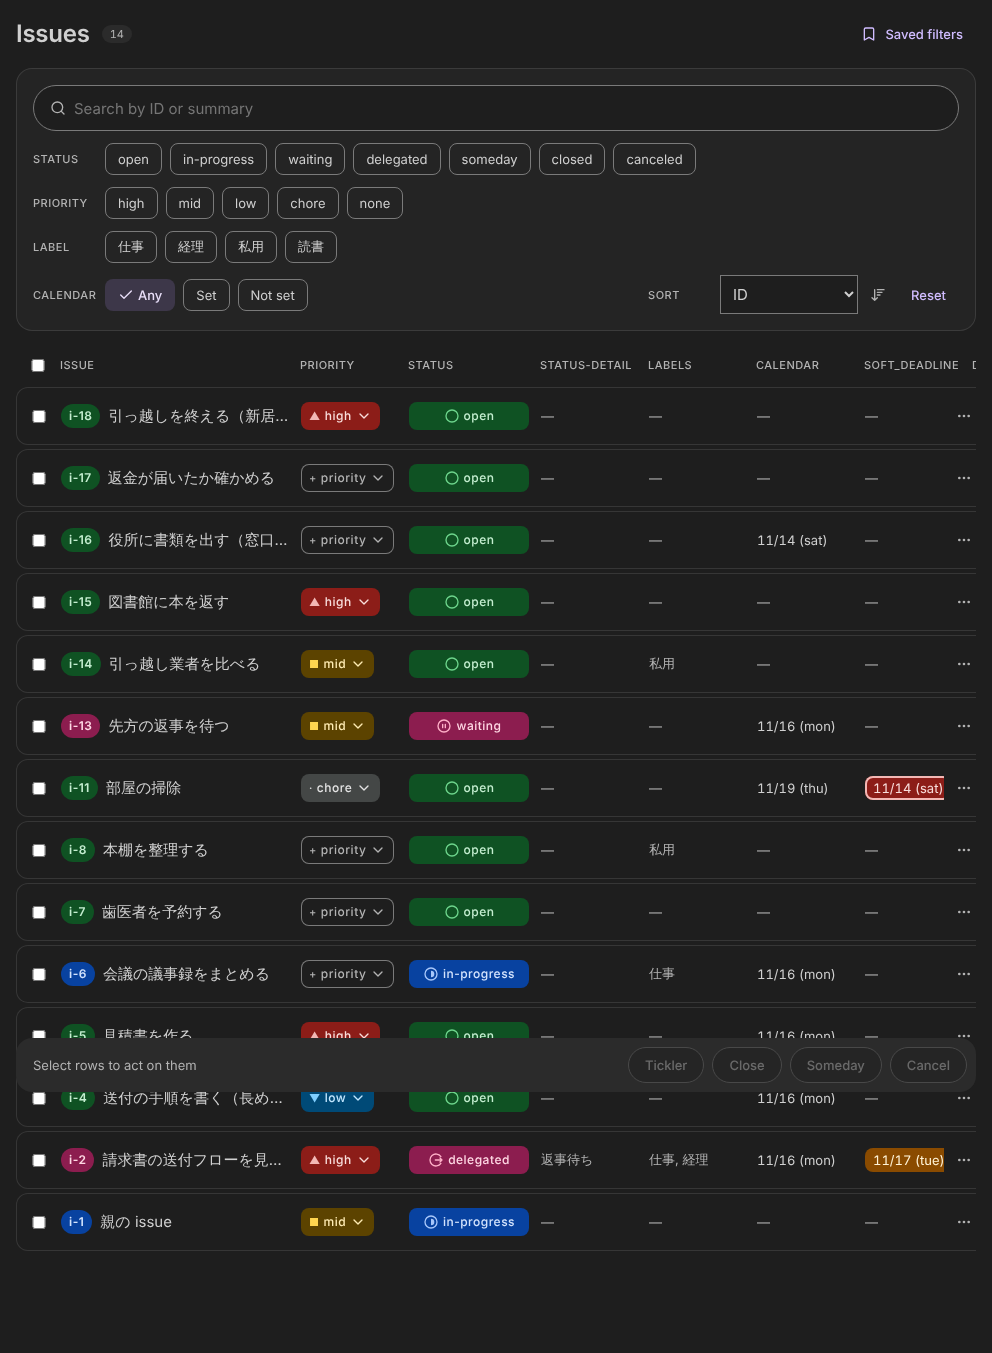 Issues 14 Saved filters
Search by ID or summary
STATUS open in-progress waiting delegated someday closed canceled
PRIORITY high mid low chore none
LABEL 仕事 経理 私用 読書
CALENDAR Any Set Not set SORT ID Reset
ISSUE PRIORITY STATUS STATUS-DETAIL LABELS CALENDAR SOFT_DEADLINE
i-18 引っ越しを終える（新居… high open — — — —
i-17 返金が届いたか確かめる + priority open — — — —
i-16 役所に書類を出す（窓口… + priority open — — 11/14 (sat) —
i-15 図書館に本を返す high open — — — —
i-14 引っ越し業者を比べる mid open — 私用 — —
i-13 先方の返事を待つ mid waiting — — 11/16 (mon) —
i-11 部屋の掃除 · chore open — — 11/19 (thu) 11/14 (sat)
i-8 本棚を整理する + priority open — 私用 — —
i-7 歯医者を予約する + priority open — — — —
i-6 会議の議事録をまとめる + priority in-progress — 仕事 11/16 (mon) —
i-5 見積書を作る high open — — 11/16 (mon) —
Select rows to act on them Tickler Close Someday Cancel
i-4 送付の手順を書く（長め… low open — — 11/16 (mon) —
i-2 請求書の送付フローを見… high delegated 返事待ち 仕事, 経理 11/16 (mon) 11/17 (tue)
i-1 親の issue mid in-progress — — — —